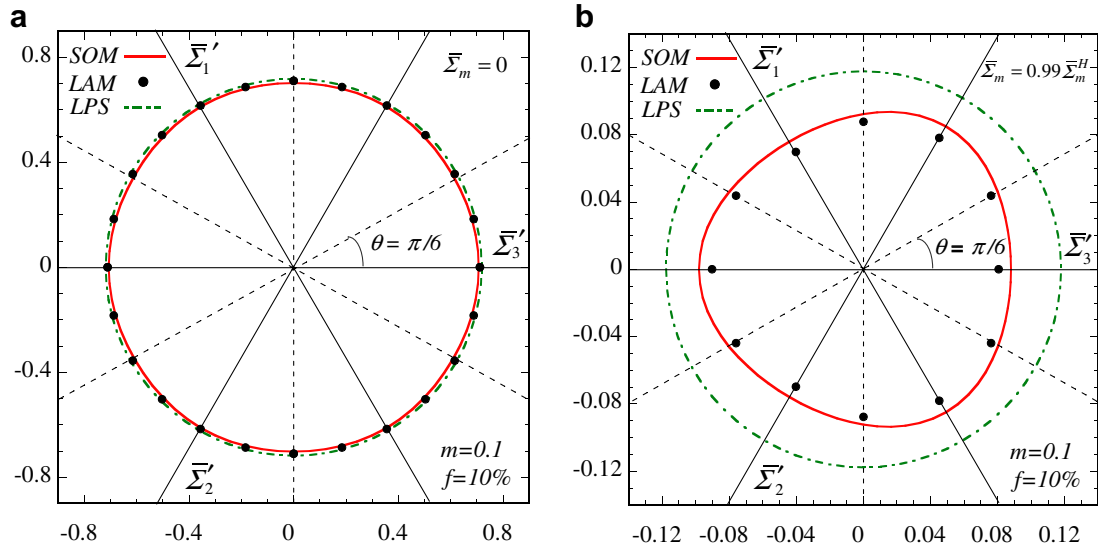 a
0.8
0.4
0
-0.4
-0.8
-0.8
-0.4
0
0.4
0.8
SOM
LAM
LPS
Σ̅₁′
Σ̅ₘ = 0
θ = π/6
Σ̅₃′
Σ̅₂′
m=0.1
f=10%
b
0.12
0.08
0.04
0
-0.04
-0.08
-0.12
-0.12
-0.08
-0.04
0
0.04
0.08
0.12
SOM
LAM
LPS
Σ̅₁′
Σ̅ₘ = 0.99 Σ̅ₘᴴ
θ = π/6
Σ̅₃′
Σ̅₂′
m=0.1
f=10%